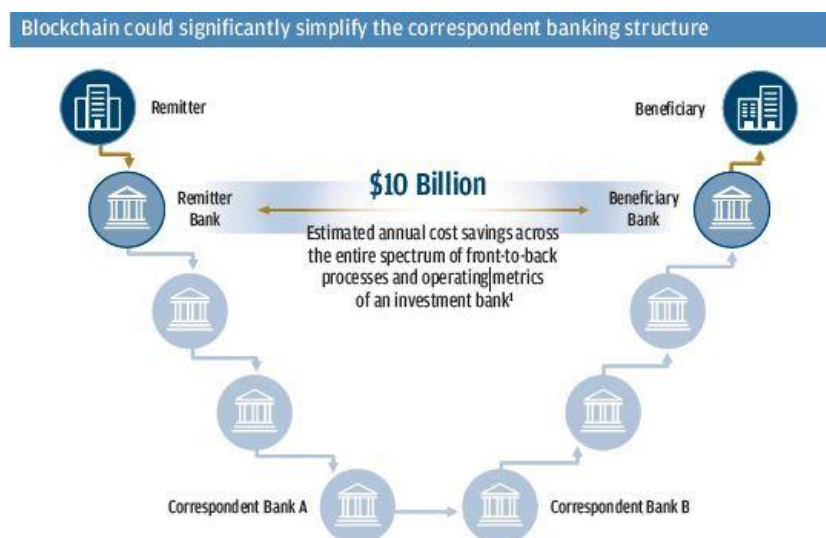 Blockchain could significantly simplify the correspondent banking structure
Remitter
Beneficiary
$10 Billion
Remitter
Bank
Beneficiary
Bank
Estimated annual cost savings across
the entire spectrum of front-to-back
processes and operating|metrics
of an investment bank¹
Correspondent Bank A
Correspondent Bank B